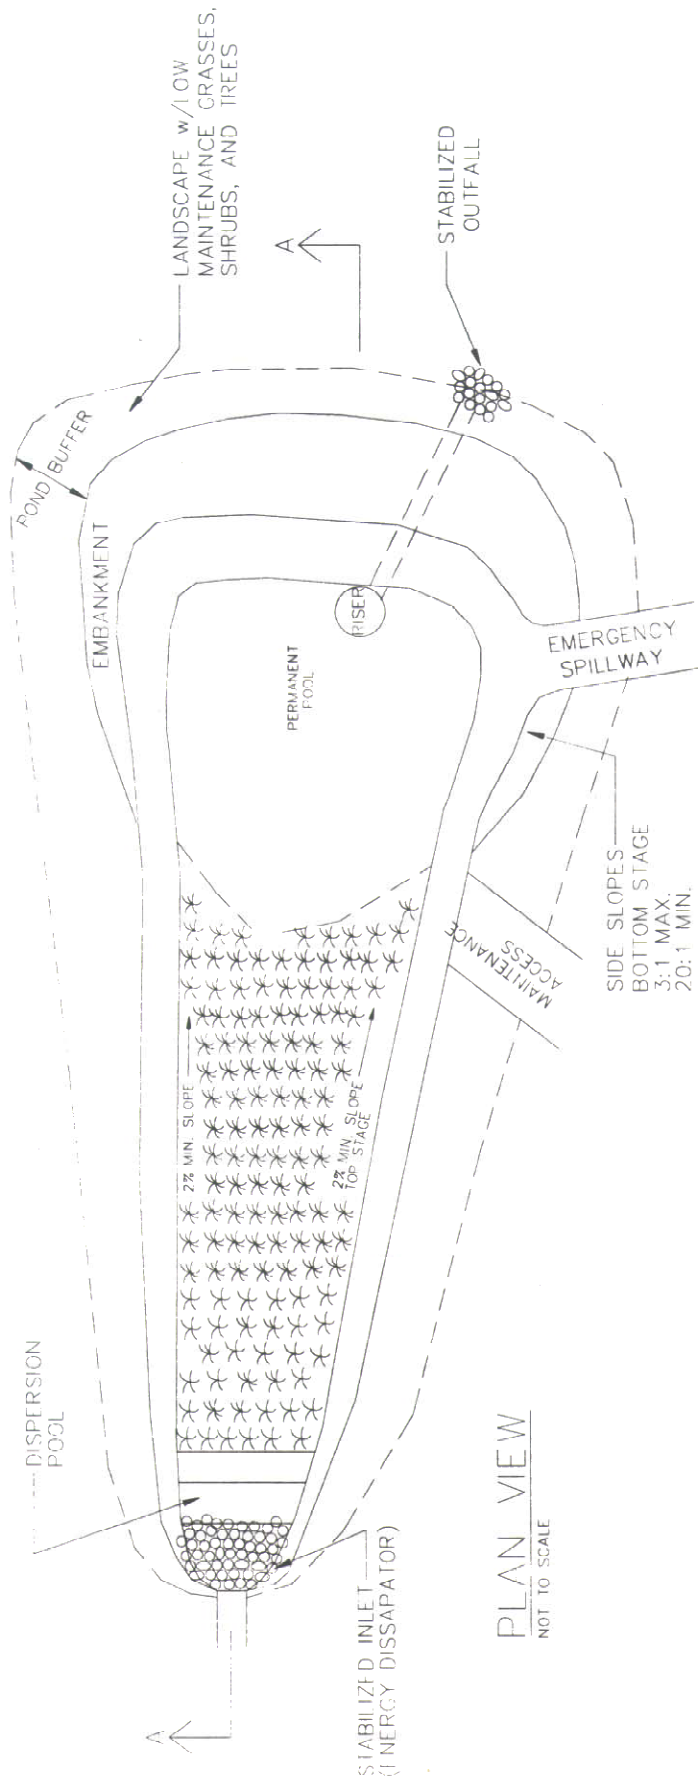 LANDSCAPE w/LOW
MAINTENANCE GRASSES,
SHRUBS, AND TREES
A
STABILIZED
OUTFALL
POND BUFFER
EMBANKMENT
RISER
PERMANENT
POOL
EMERGENCY
SPILLWAY
SIDE SLOPES
BOTTOM STAGE
3:1 MAX.
20:1 MIN.
MAINTENANCE
ACCESS
2% MIN. SLOPE
2% MIN. SLOPE
TOP STAGE
DISPERSION
POOL
STABILIZED INLET
(ENERGY DISSAPATOR)
A
PLAN VIEW
NOT TO SCALE